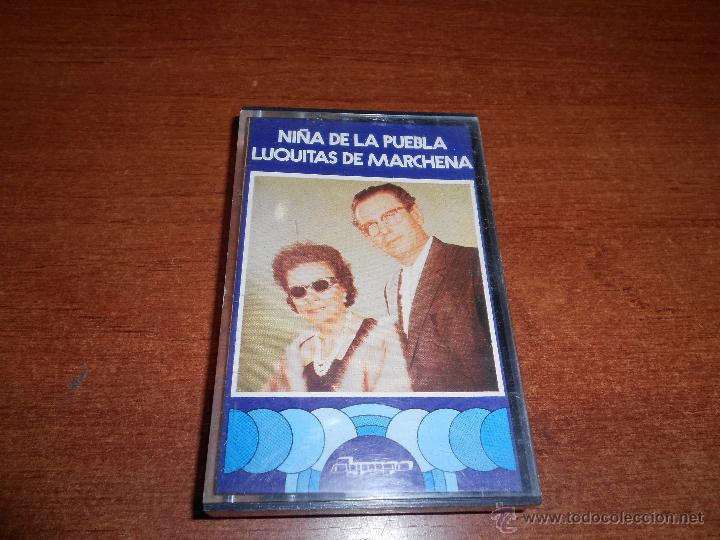 NIÑA DE LA PUEBLA
LUQUITAS DE MARCHENA
© www.todocoleccion.net